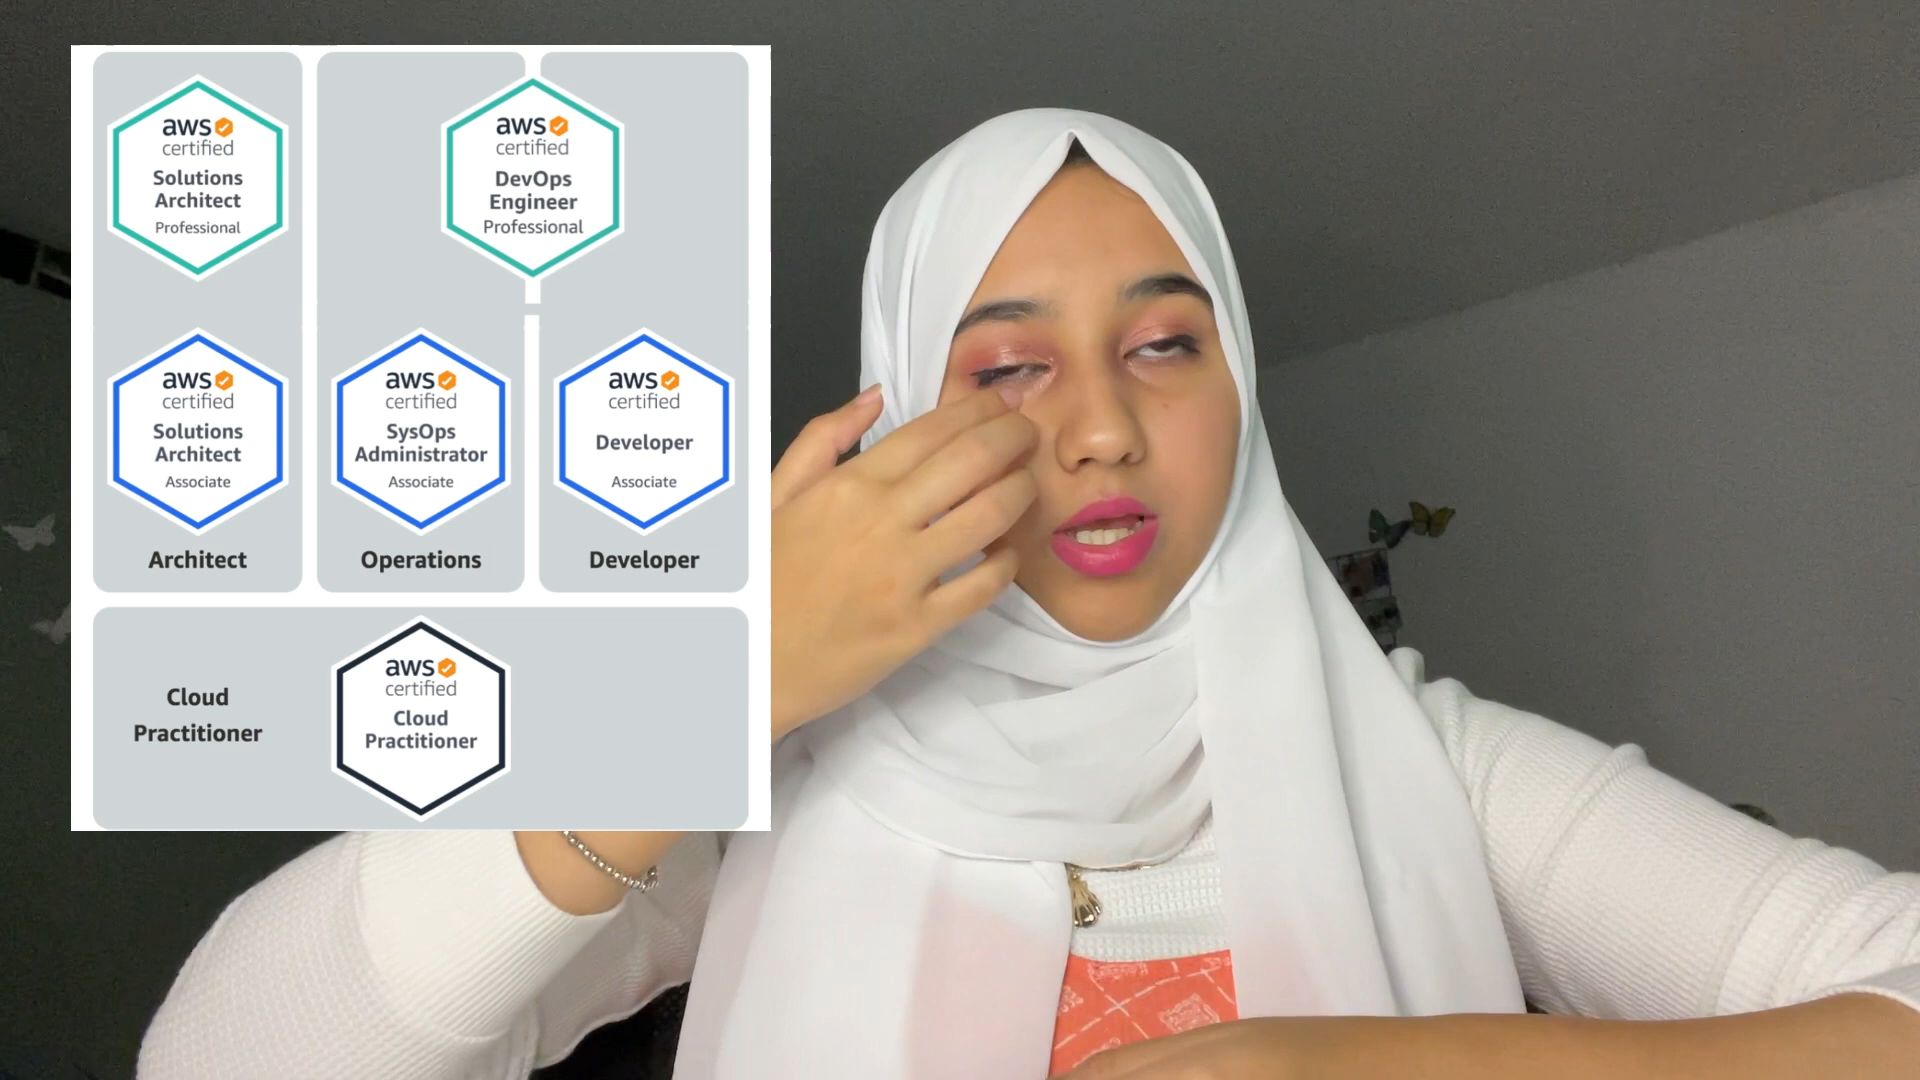 aws
certified
Solutions
Architect
Professional
aws
certified
DevOps
Engineer
Professional
aws
certified
Solutions
Architect
Associate
Architect
aws
certified
SysOps
Administrator
Associate
Operations
aws
certified
Developer
Associate
Developer
Cloud
Practitioner
aws
certified
Cloud
Practitioner